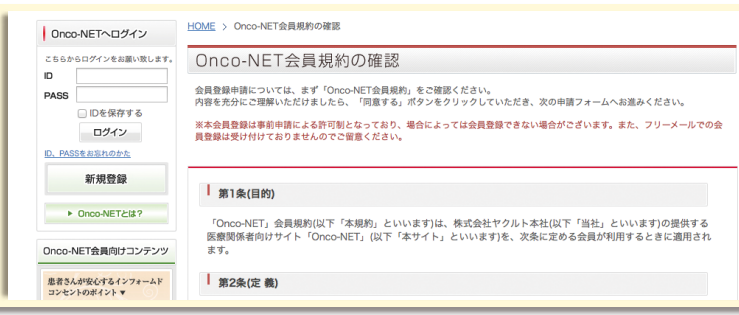 Onco-NETへログイン
こちらからログインをお願い致します。
ID
PASS
IDを保存する
ログイン
ID、PASSをお忘れのかた
新規登録
Onco-NETとは?
Onco-NET会員向けコンテンツ
患者さんが安心するインフォームド
コンセントのポイント▼
HOME > Onco-NET会員規約の確認
Onco-NET会員規約の確認
会員登録申請については、まず「Onco-NET会員規約」をご確認ください。
内容を充分にご理解いただけましたら、「同意する」ボタンをクリックしていただき、次の申請フォームへお進みください。
※本会員登録は事前申請による許可制となっており、場合によっては会員登録できない場合がございます。また、フリーメールでの会
員登録は受け付けておりませんのでご留意ください。
第1条(目的)
「Onco-NET」会員規約(以下「本規約」といいます)は、株式会社ヤクルト本社(以下「当社」といいます)の提供する
医療関係者向けサイト「Onco-NET」(以下「本サイト」といいます)を、次条に定める会員が利用するときに適用され
ます。
第2条(定 義)